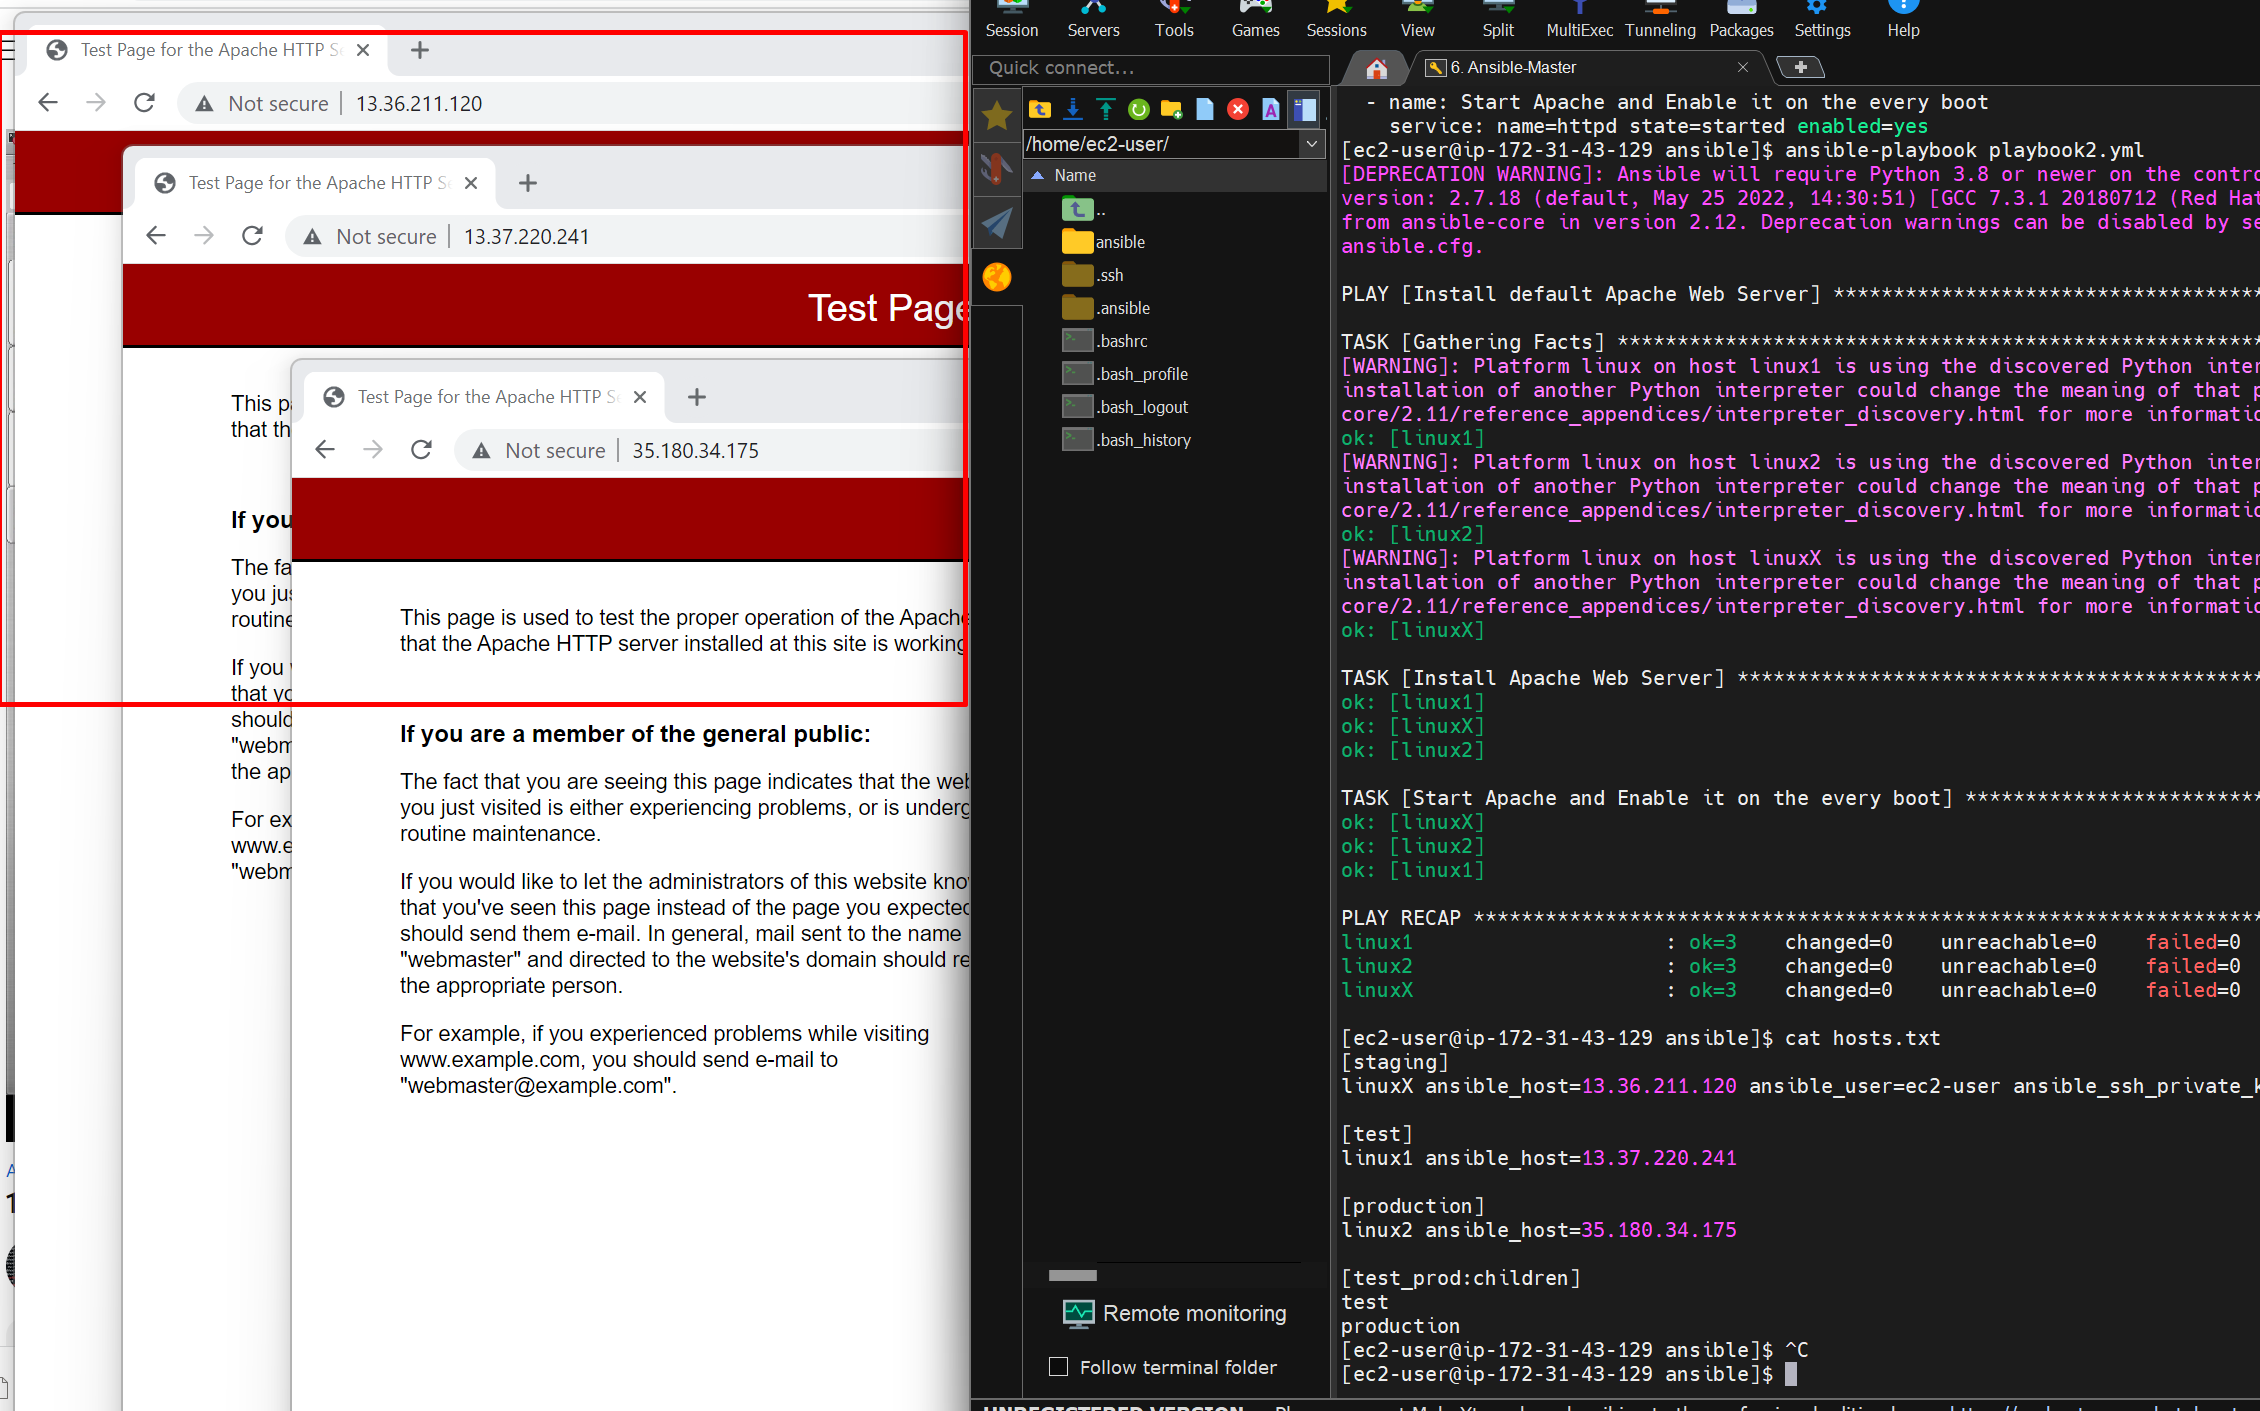 Test Page for the Apache HTTP
Not secure 13.36.211.120
Test Page for the Apache HTTP
Not secure 13.37.220.241
Test Page
This
that
Test Page for the Apache HTTP
Not secure 35.180.34.175
This page is used to test the proper operation of the Apache
that the Apache HTTP server installed at this site is working
If you
The
you
routine
If you
that
should
the
For
If you are a member of the general public:
The fact that you are seeing this page indicates that the
you just visited is either experiencing problems, or is
routine maintenance.
If you would like to let the administrators of this website
that you've seen this page instead of the page you expected
should send them e-mail. In general, mail sent to the name
"webmaster" and directed to the website's domain should
the appropriate person.
For example, if you experienced problems while visiting
www.example.com, you should send e-mail to
"webmaster@example.com".
Session Servers Tools Games Sessions View Split MultiExec Tunneling Packages Settings Help
Quick connect...
6. Ansible-Master
/home/ec2-user/
Name
..
ansible
.ssh
.ansible
.bashrc
.bash_profile
.bash_logout
.bash_history
Remote monitoring
Follow terminal folder
- name: Start Apache and Enable it on the every boot
service: name=httpd state=started enabled=yes
[ec2-user@ip-172-31-43-129 ansible]$ ansible-playbook playbook2.yml
[DEPRECATION WARNING]: Ansible will require Python 3.8 or newer on the
version: 2.7.18 (default, May 25 2022, 14:30:51) [GCC 7.3.1 20180712 (Red
from ansible-core in version 2.12. Deprecation warnings can be disabled by
ansible.cfg.
PLAY [Install default Apache Web Server] ***********************************
TASK [Gathering Facts] *****************************************************
[WARNING]: Platform linux on host linux1 is using the discovered Python
installation of another Python interpreter could change the meaning of that
core/2.11/reference_appendices/interpreter_discovery.html for more
ok: [linux1]
[WARNING]: Platform linux on host linux2 is using the discovered Python
installation of another Python interpreter could change the meaning of that
core/2.11/reference_appendices/interpreter_discovery.html for more
ok: [linux2]
[WARNING]: Platform linux on host linuxX is using the discovered Python
installation of another Python interpreter could change the meaning of that
core/2.11/reference_appendices/interpreter_discovery.html for more
ok: [linuxX]
TASK [Install Apache Web Server] *******************************************
ok: [linux1]
ok: [linuxX]
ok: [linux2]
TASK [Start Apache and Enable it on the every boot] ************************
ok: [linuxX]
ok: [linux2]
ok: [linux1]
PLAY RECAP *****************************************************************
linux1 : ok=3 changed=0 unreachable=0 failed=0
linux2 : ok=3 changed=0 unreachable=0 failed=0
linuxX : ok=3 changed=0 unreachable=0 failed=0
[ec2-user@ip-172-31-43-129 ansible]$ cat hosts.txt
[staging]
linuxX ansible_host=13.36.211.120 ansible_user=ec2-user
[test]
linux1 ansible_host=13.37.220.241
[production]
linux2 ansible_host=35.180.34.175
[test_prod:children]
test
production
[ec2-user@ip-172-31-43-129 ansible]$ ^C
[ec2-user@ip-172-31-43-129 ansible]$